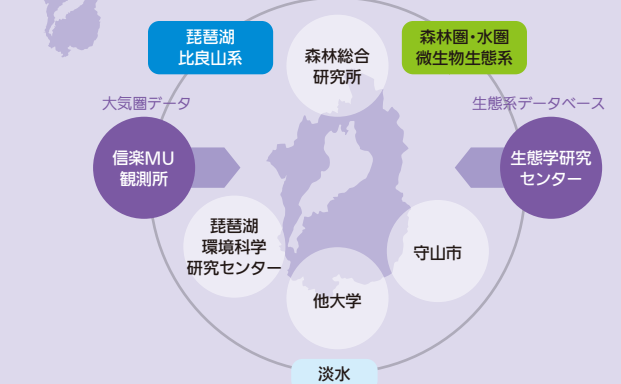 琵琶湖
比良山系
森林総合
研究所
森林圏・水圏
微生物生態系
大気圏データ
生態系データベース
信楽MU
観測所
生態学研究
センター
琵琶湖
環境科学
研究センター
守山市
他大学
淡水